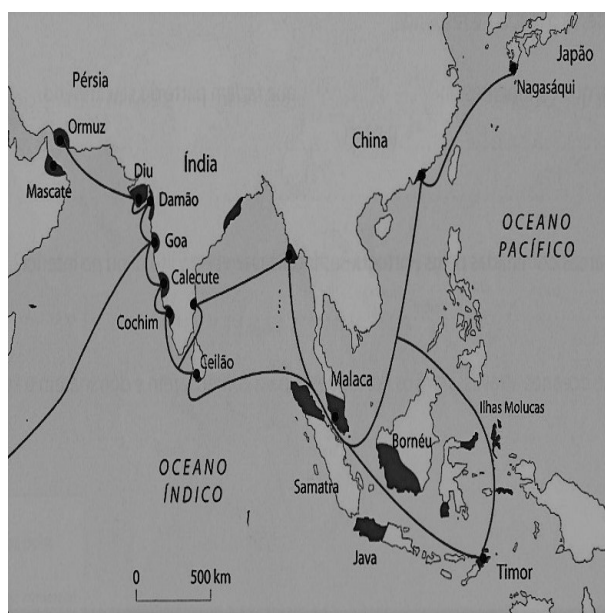 Japão
Pérsia
'Nagasáqui
Ormuz
China
Índia
Diu
Mascate
Damão
OCEANO
PACÍFICO
Goa
Calecute
Cochim
Ceilão
Malaca
Ilhas Molucas
Bornéu
OCEANO
ÍNDICO
Samatra
Java
Timor
0 500 km